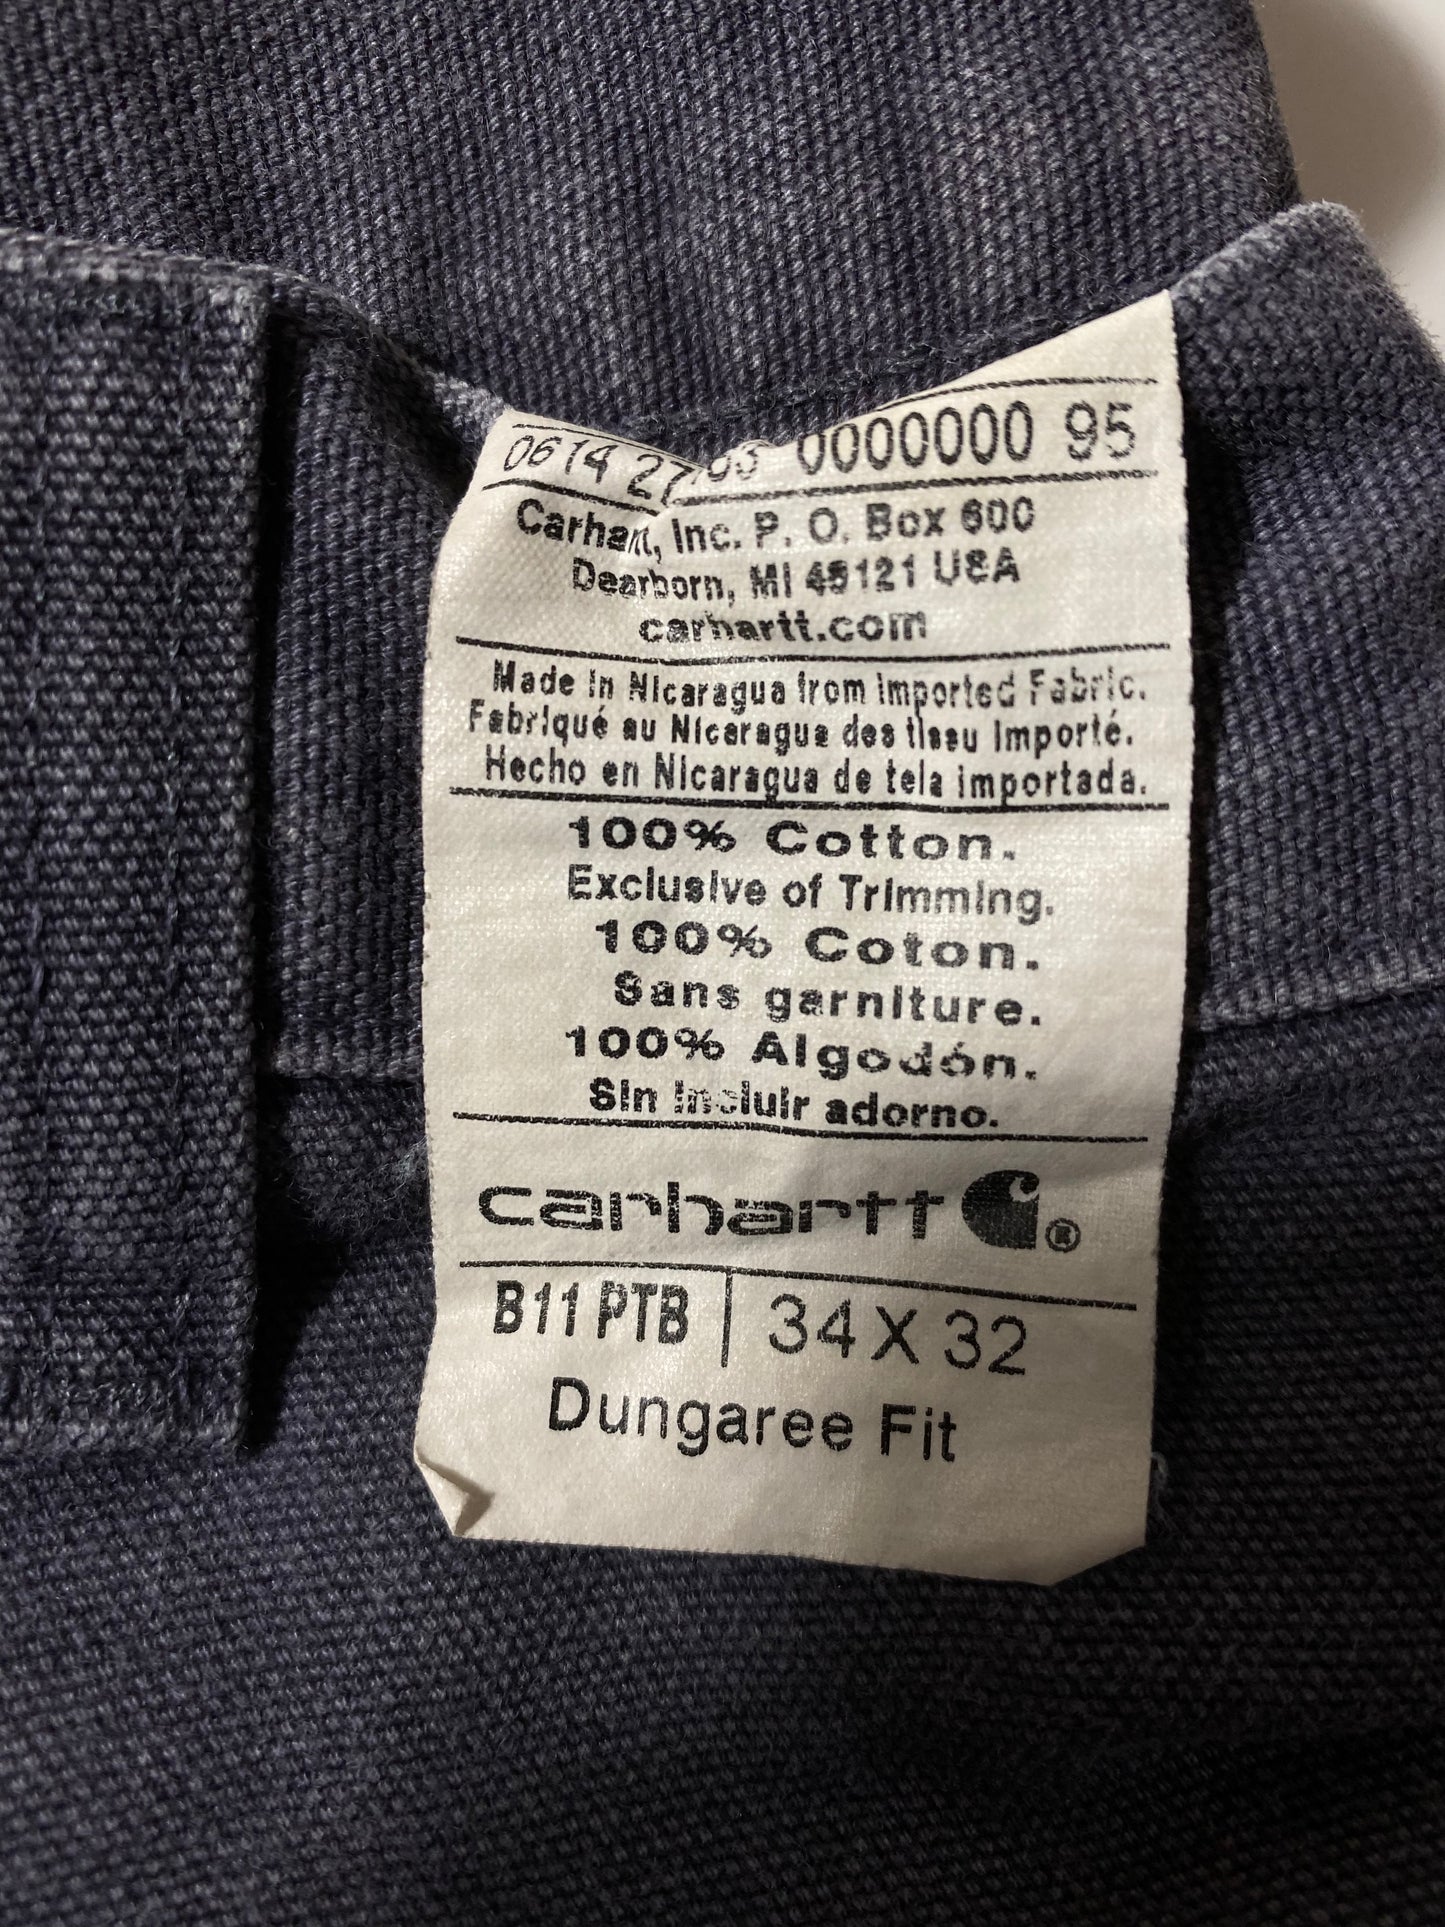 0614 27 0000000 95
Carhartt, Inc. P. O. Box 600
Dearborn, MI 48121 USA
carhartt.com
Made in Nicaragua from Imported Fabric.
Fabriqué au Nicaragua des tissu Importé.
Hecho en Nicaragua de tela importada.
100% Cotton.
Exclusive of Trimming.
100% Coton.
Sans garniture.
100% Algodón.
Sin incluir adorno.
carhartt ®
B11 PTB | 34 X 32
Dungaree Fit